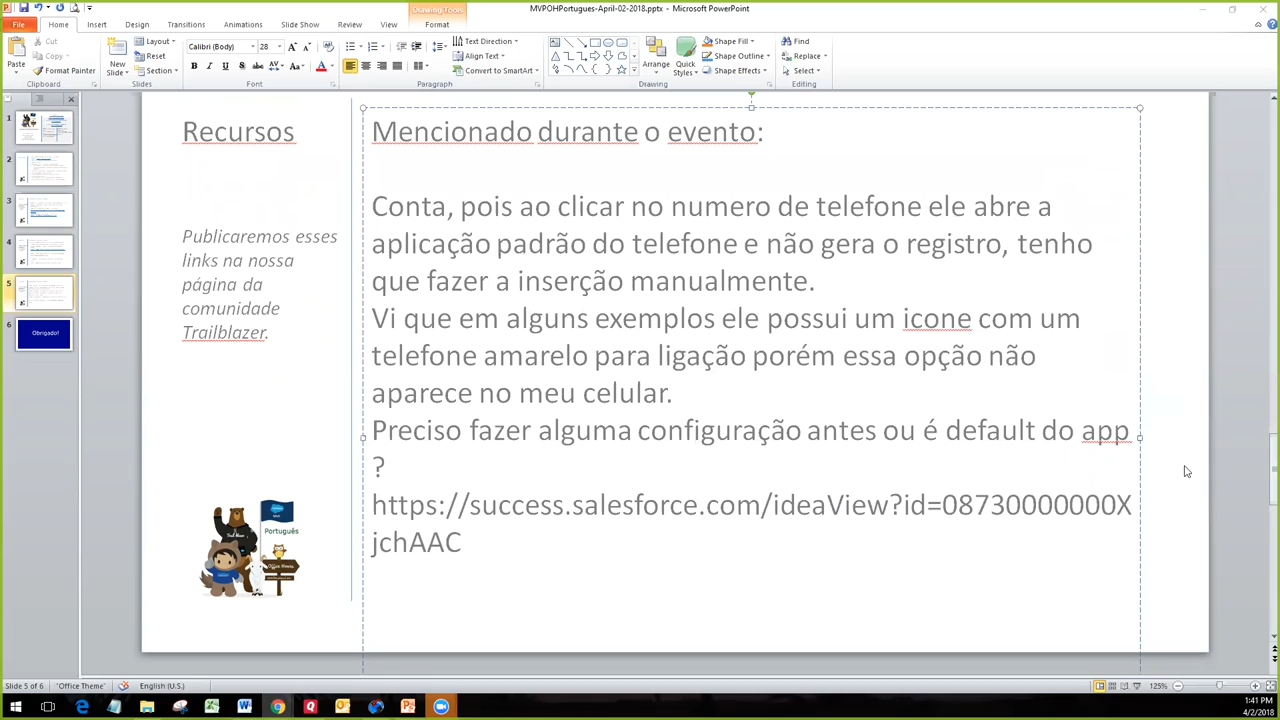 Drawing Tools
MVPOHPortugues-April-02-2018.pptx - Microsoft PowerPoint
File Home Insert Design Transitions Animations Slide Show Review View Format
Cut
Copy
Format Painter
Paste
Clipboard
New
Slide
Layout
Reset
Section
Slides
Calibri (Body) 28
Font
Text Direction
Align Text
Convert to SmartArt
Paragraph
Arrange
Quick
Styles
Shape Fill
Shape Outline
Shape Effects
Drawing
Find
Replace
Select
Editing
1
2
3
4
5
6
Obrigado!
Recursos
Publicaremos esses
links na nossa
página da
comunidade
Trailblazer.
Português
Mencionado durante o evento:
Conta, pois ao clicar no numero de telefone ele abre a
aplicação padrão do telefone e não gera o registro, tenho
que fazer a inserção manualmente.
Vi que em alguns exemplos ele possui um icone com um
telefone amarelo para ligação porém essa opção não
aparece no meu celular.
Preciso fazer alguma configuração antes ou é default do app
?
https://success.salesforce.com/ideaView?id=08730000000X
jchAAC
Slide 5 of 6 "Office Theme" English (U.S.) 125%
1:41 PM
4/2/2018